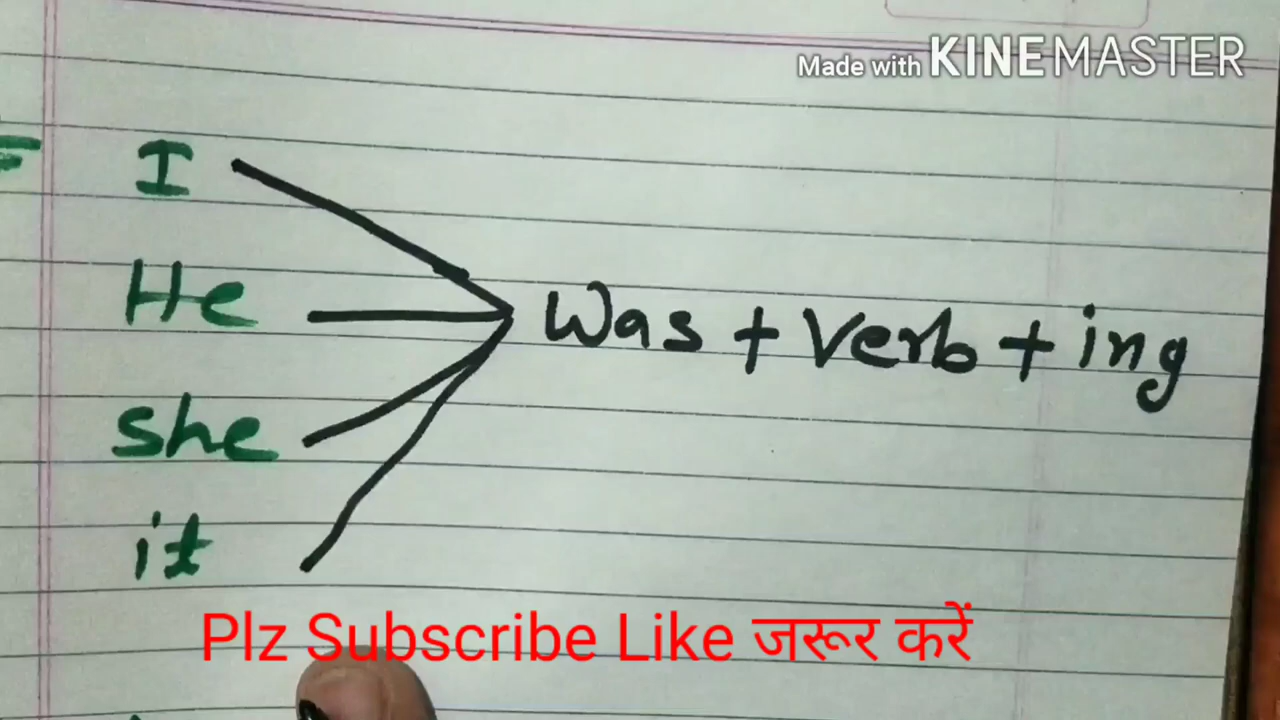 Made with KINEMASTER
I
He
Was + Verb + ing
she
it
Plz Subscribe Like जरूर करें